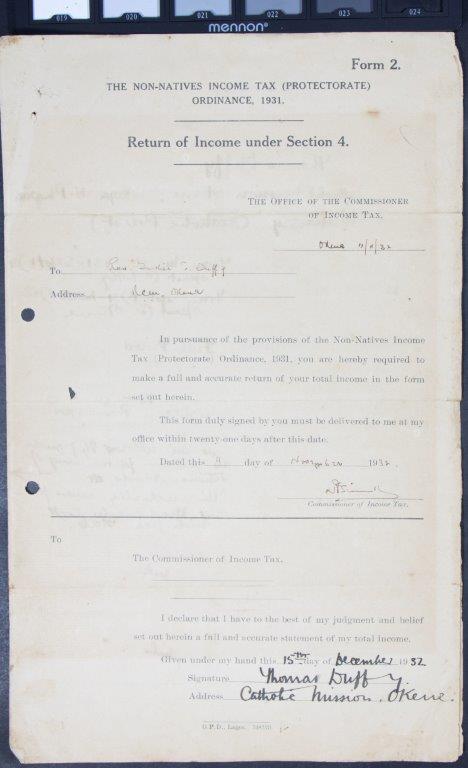 019 020 021 022 023 024
mennon
Form 2.
THE NON-NATIVES INCOME TAX (PROTECTORATE)
ORDINANCE, 1931.
Return of Income under Section 4.
THE OFFICE OF THE COMMISSIONER
OF INCOME TAX.
Okene
To Rev. Father T. Duffy
Address Okene
In pursuance of the provisions of the Non-Natives Income
Tax (Protectorate) Ordinance, 1931, you are hereby required to
make a full and accurate return of your total income in the form
set out herein.
This form duly signed by you must be delivered to me at my
office within twenty-one days after this date.
Dated this day of November 1932.
Commissioner of Income Tax.
To
The Commissioner of Income Tax.
I declare that I have to the best of my judgment and belief
set out herein a full and accurate statement of my total income.
Given under my hand this 15th day of December 1932
Signature Thomas Duffy.
Address Catholic Mission, Okene.
G.P.D., Lagos.